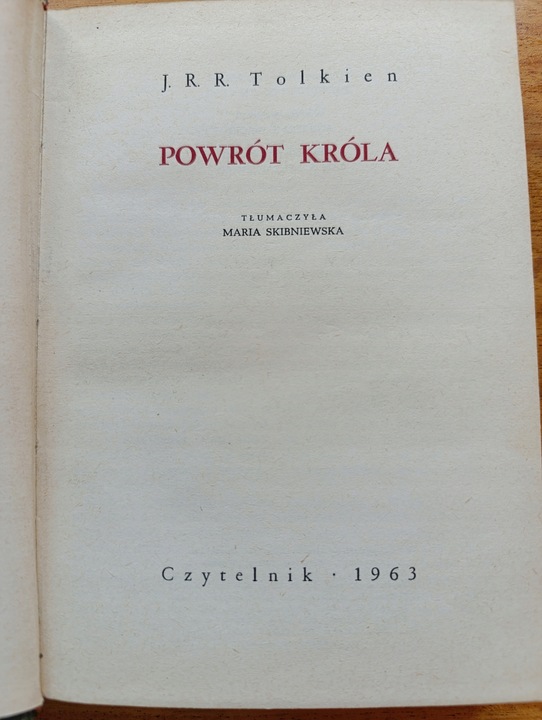 J. R. R. Tolkien
POWRÓT KRÓLA
TŁUMACZYŁA
MARIA SKIBNIEWSKA
Czytelnik · 1963